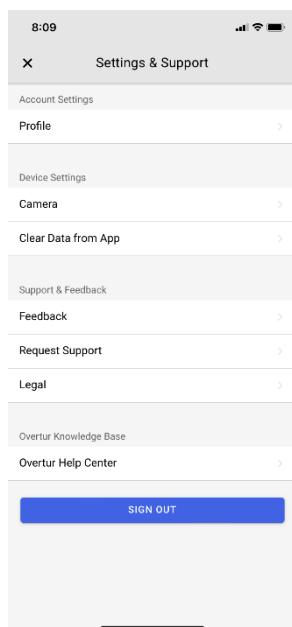 8:09
Settings & Support
Account Settings
Profile
Device Settings
Camera
Clear Data from App
Support & Feedback
Feedback
Request Support
Legal
Overtur Knowledge Base
Overtur Help Center
SIGN OUT